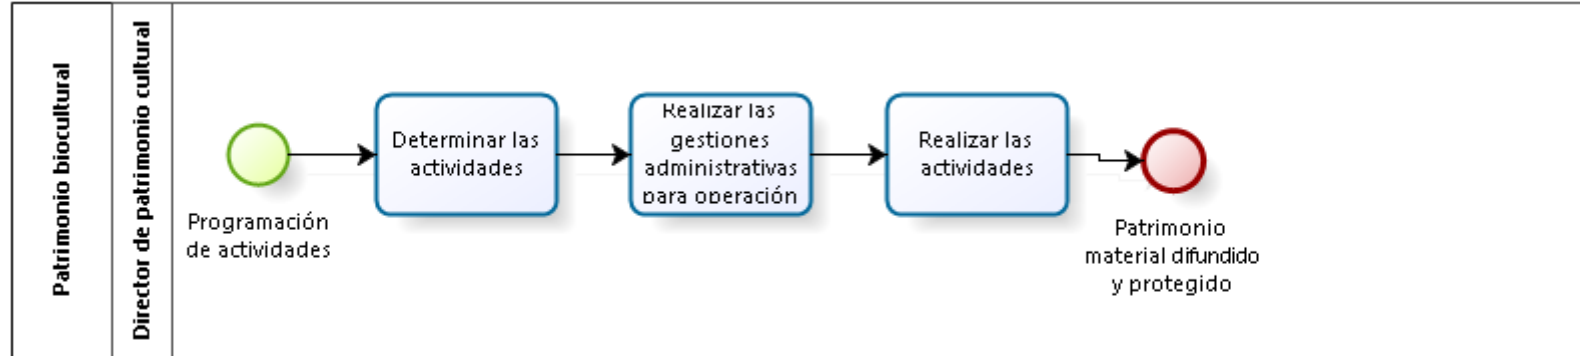 Patrimonio biocultural
Director de patrimonio cultural
Programación
de actividades
Determinar las
actividades
Realizar las
gestiones
administrativas
para operación
Realizar las
actividades
Patrimonio
material difundido
y protegido